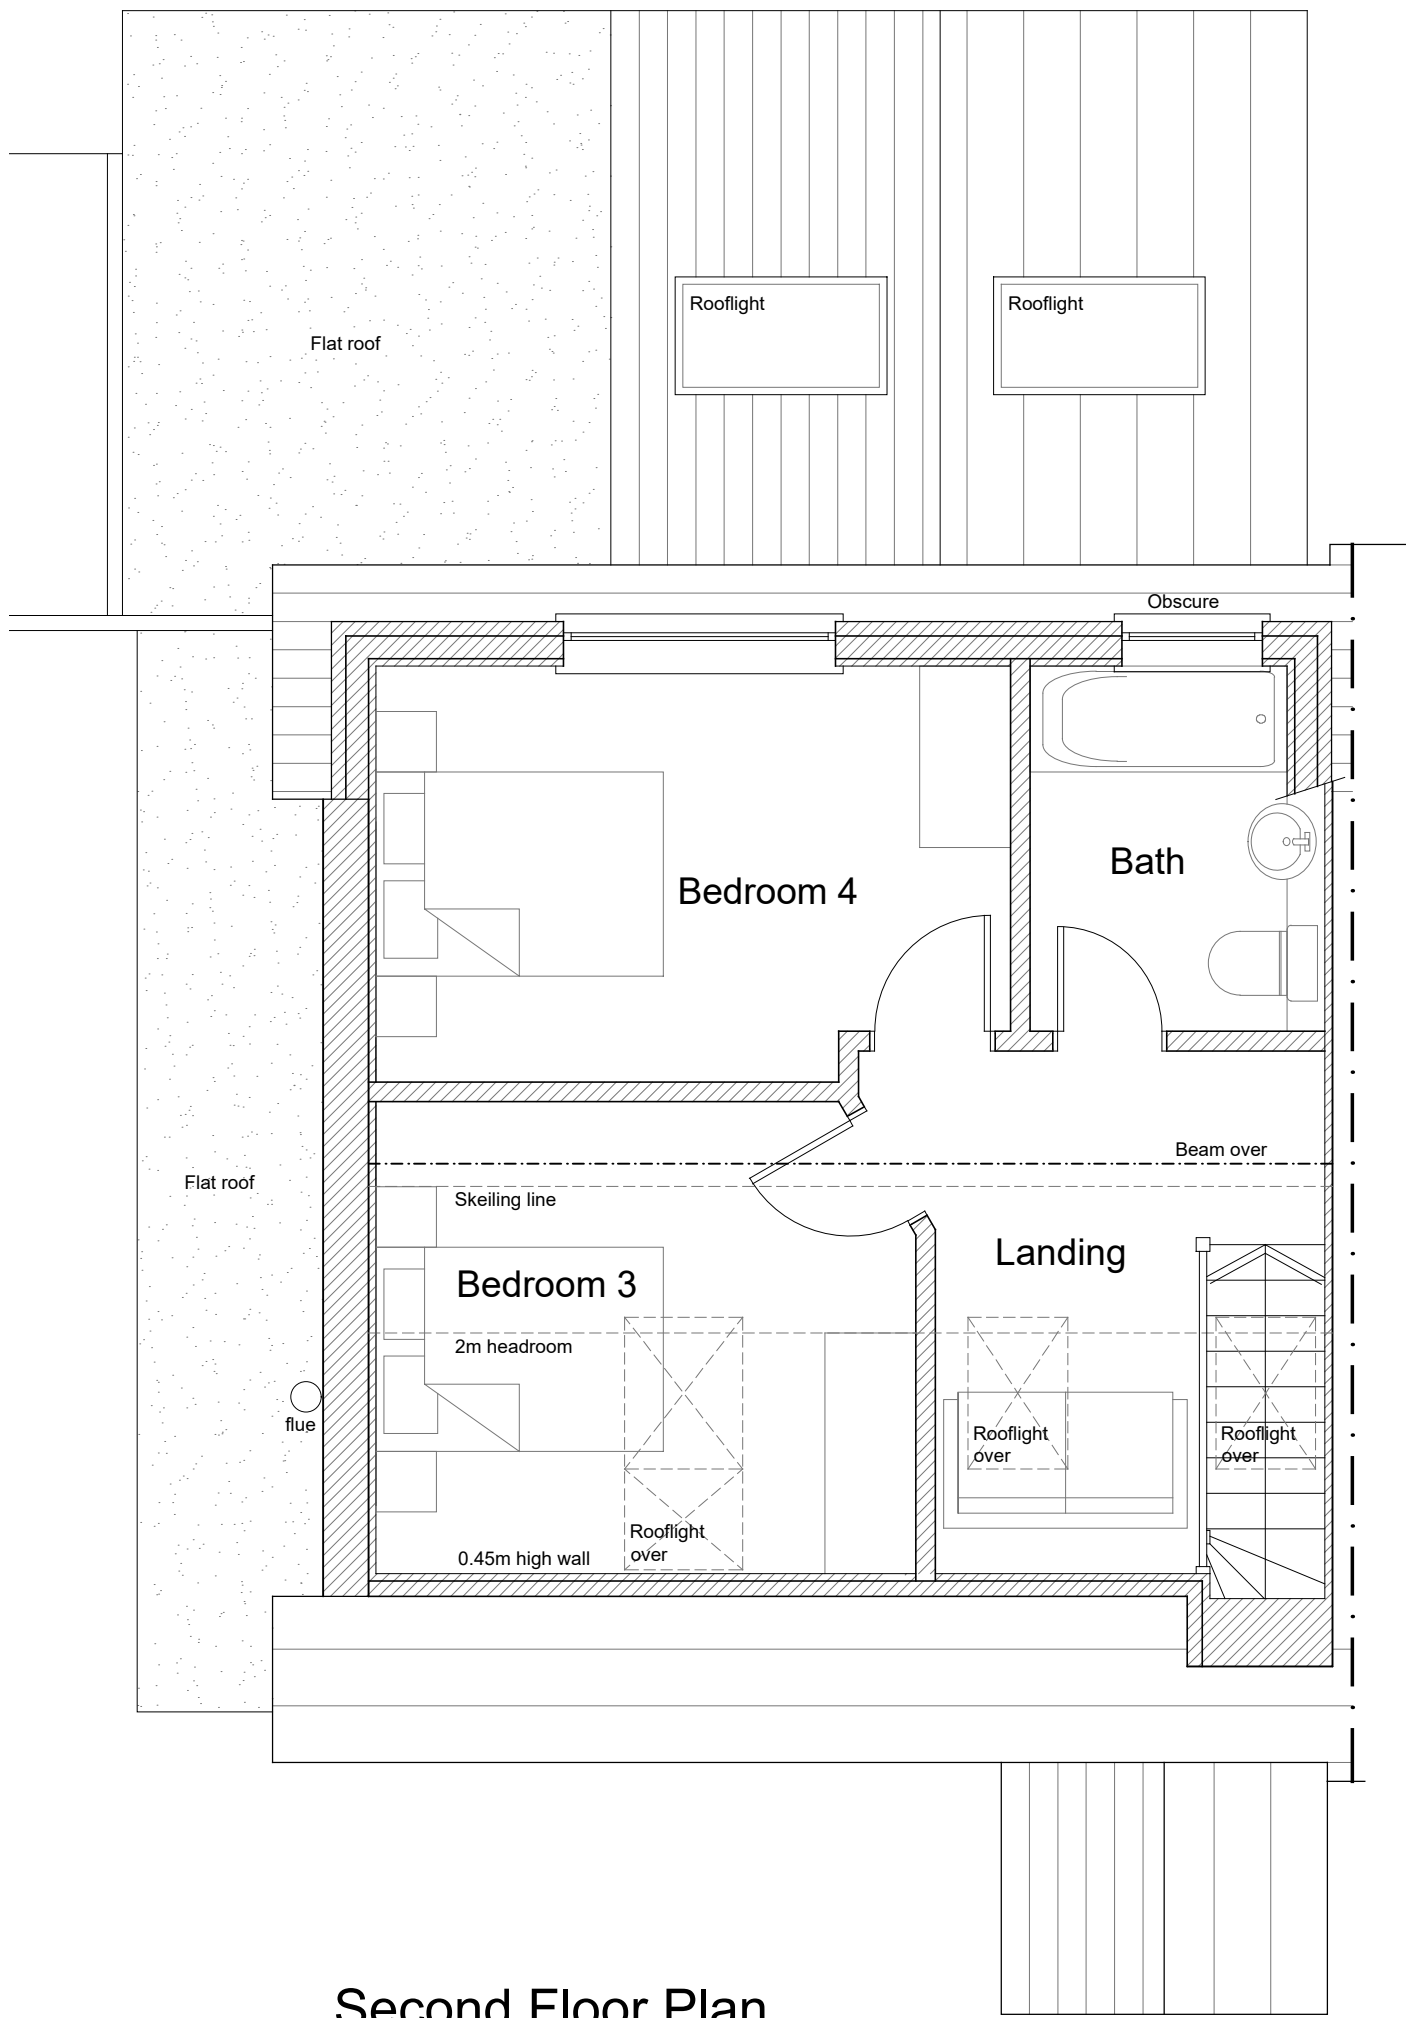 Rooflight
Rooflight
Flat roof
Obscure
Bath
Bedroom 4
Beam over
Flat roof
Skeiling line
Landing
Bedroom 3
2m headroom
flue
Rooflight
over
Rooflight
over
Rooflight
over
0.45m high wall
Second Floor Plan